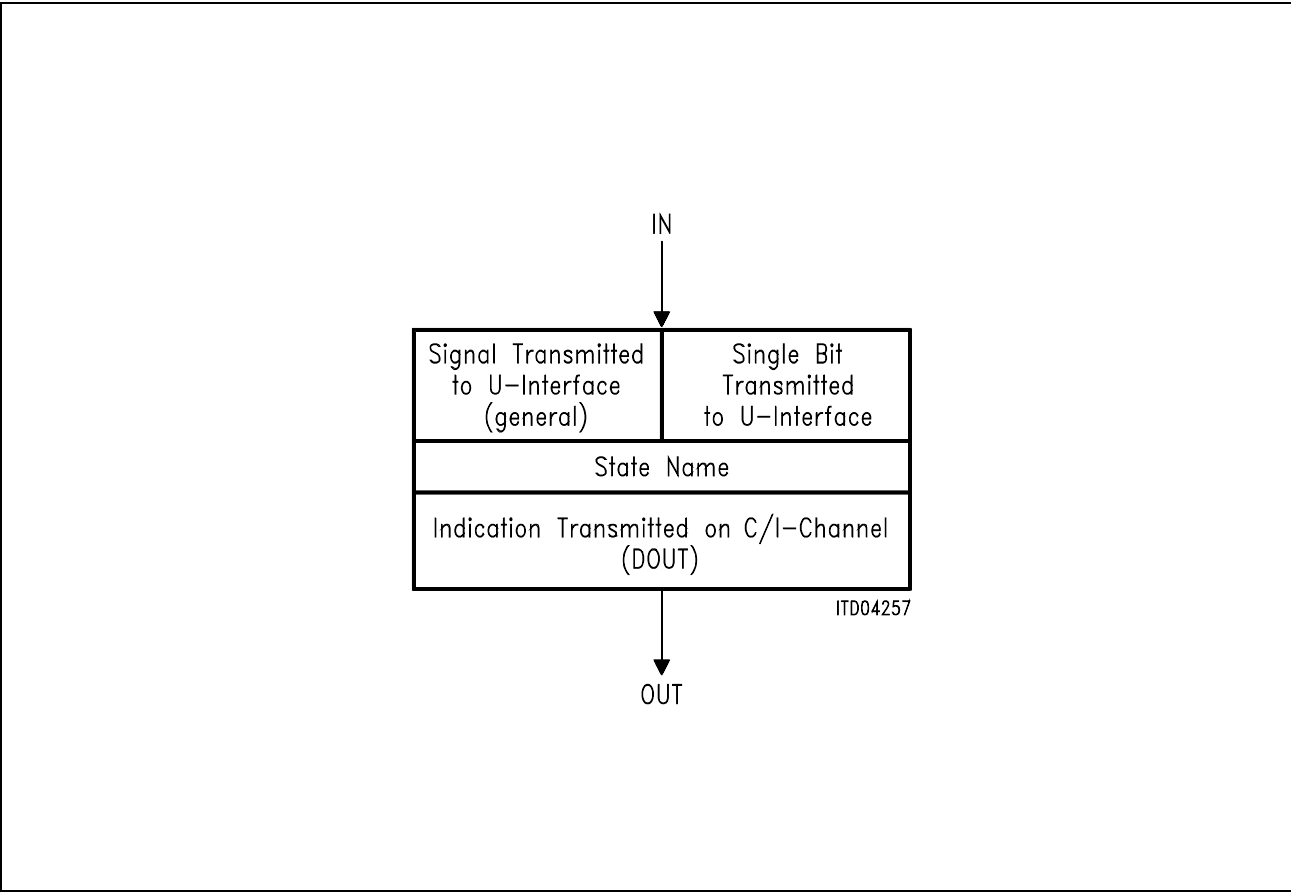 IN
Signal Transmitted
to U-Interface
(general)
Single Bit
Transmitted
to U-Interface
State Name
Indication Transmitted on C/I-Channel
(DOUT)
ITD04257
OUT